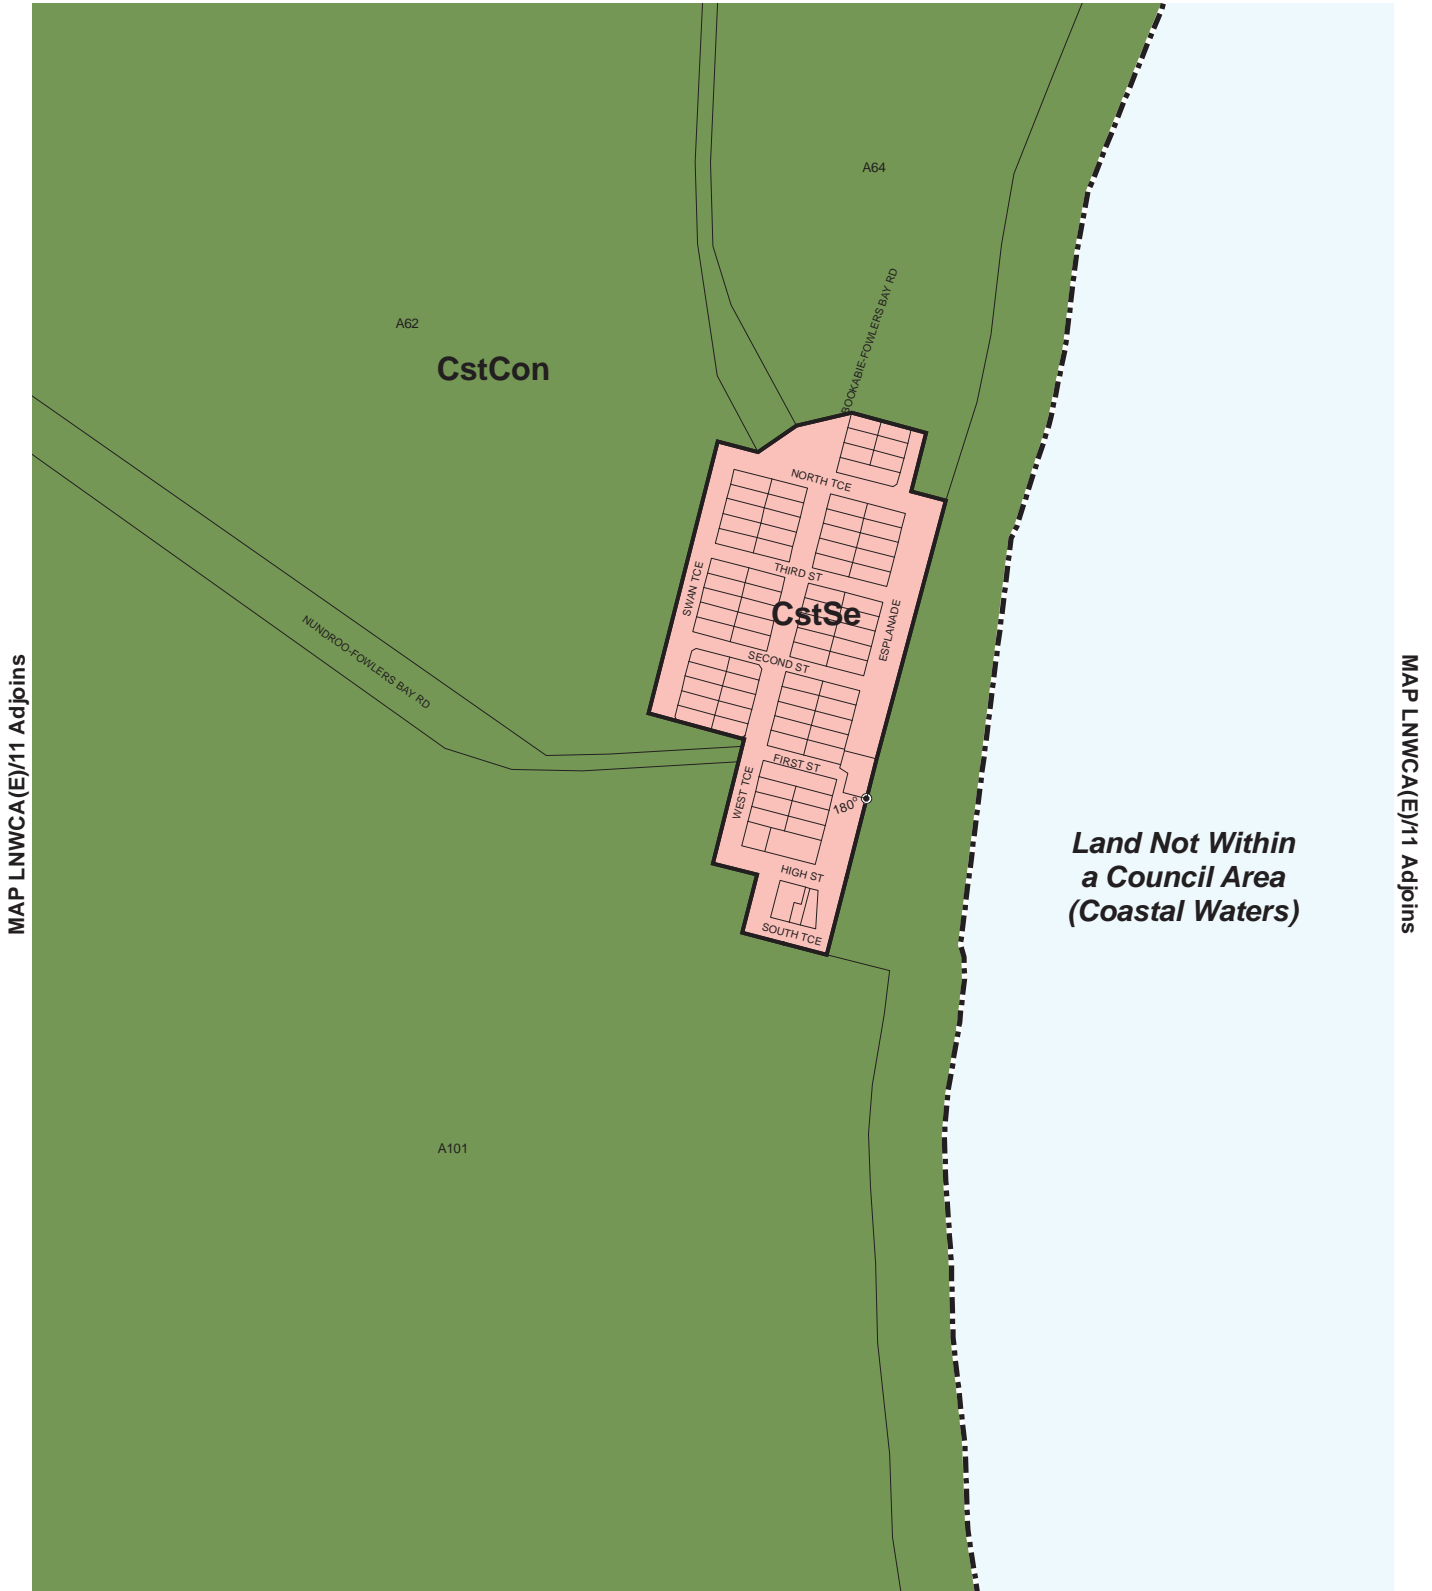 A64
BOOKABIE-FOWLERS BAY RD
A62
CstCon
NORTH TCE
THIRD ST
SWAN TCE
CstSe
ESPLANADE
NUNDROO-FOWLERS BAY RD
SECOND ST
MAP LNWCA(E)/11 Adjoins
MAP LNWCA(E)/11 Adjoins
FIRST ST
WEST TCE
180°
Land Not Within
a Council Area
(Coastal Waters)
HIGH ST
SOUTH TCE
A101